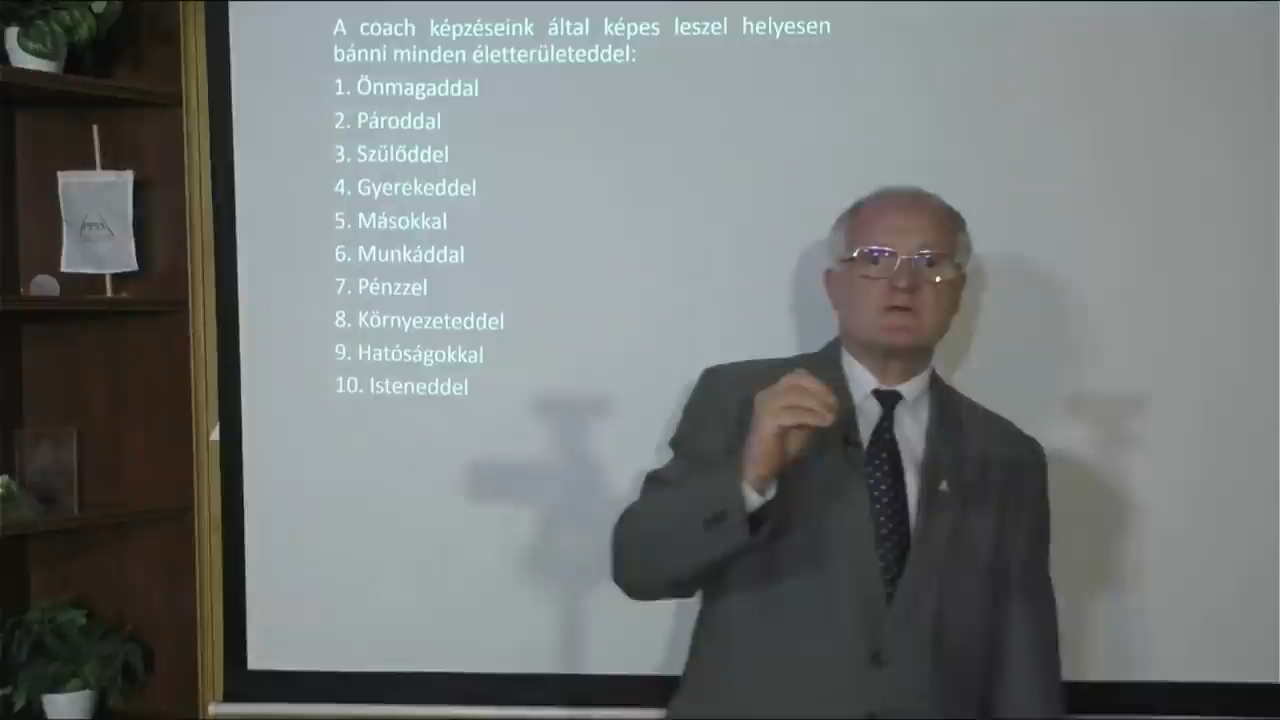 A coach képzéseink által képes leszel helyesen
bánni minden életterületeddel:
1. Önmagaddal
2. Pároddal
3. Szülőddel
4. Gyerekeddel
5. Másokkal
6. Munkáddal
7. Pénzzel
8. Környezeteddel
9. Hatóságokkal
10. Isteneddel